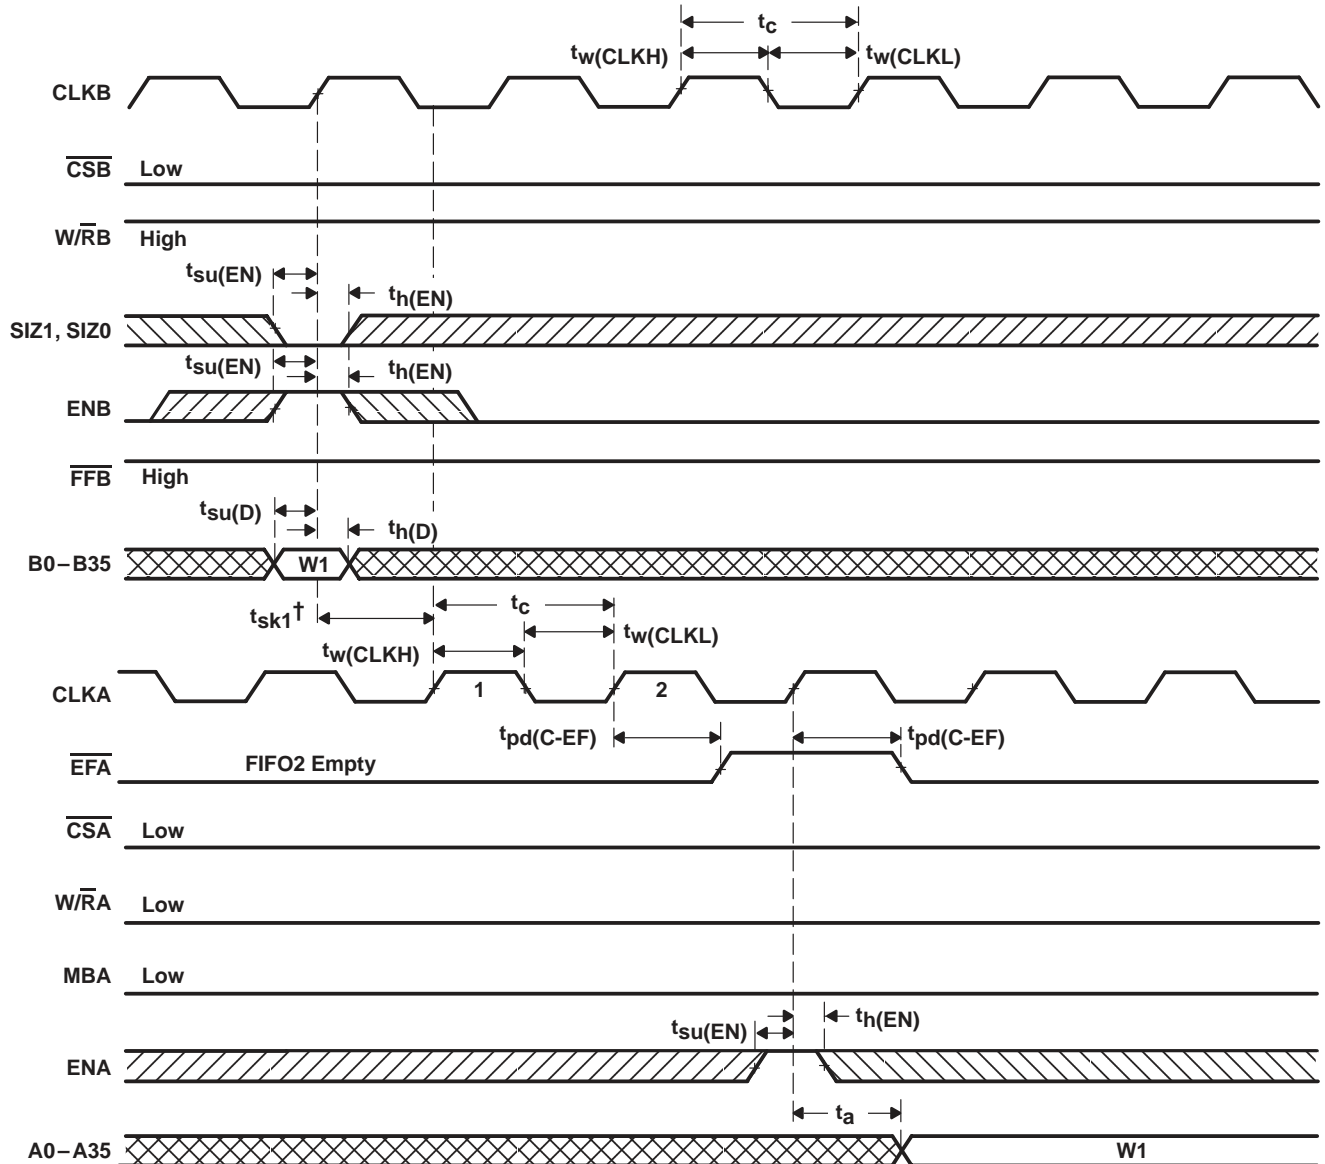 tc
tw(CLKH)
tw(CLKL)
CLKB
CSB Low
W/RB High
tsu(EN)
th(EN)
SIZ1, SIZ0
tsu(EN)
th(EN)
ENB
FFB High
tsu(D)
th(D)
B0–B35 W1
tsk1†
tc
tw(CLKL)
tw(CLKH)
CLKA 1 2
tpd(C-EF) tpd(C-EF)
EFA FIFO2 Empty
CSA Low
W/RA Low
MBA Low
tsu(EN) th(EN)
ENA
ta
A0–A35 W1